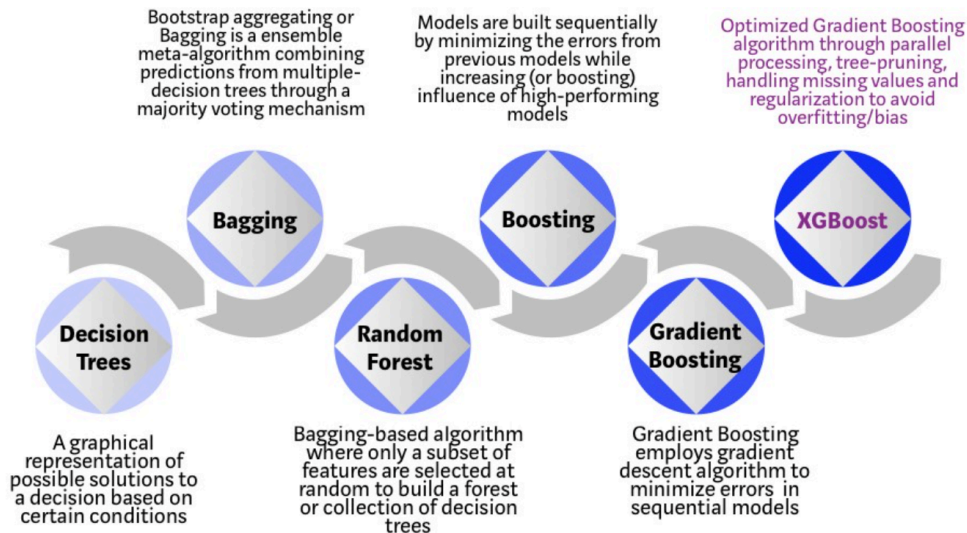 Bootstrap aggregating or
Bagging is a ensemble
meta-algorithm combining
predictions from multiple-
decision trees through a
majority voting mechanism
Models are built sequentially
by minimizing the errors from
previous models while
increasing (or boosting)
influence of high-performing
models
Optimized Gradient Boosting
algorithm through parallel
processing, tree-pruning,
handling missing values and
regularization to avoid
overfitting/bias
Bagging
Boosting
XGBoost
Decision
Trees
Random
Forest
Gradient
Boosting
A graphical
representation of
possible solutions to
a decision based on
certain conditions
Bagging-based algorithm
where only a subset of
features are selected at
random to build a forest
or collection of decision
trees
Gradient Boosting
employs gradient
descent algorithm to
minimize errors in
sequential models